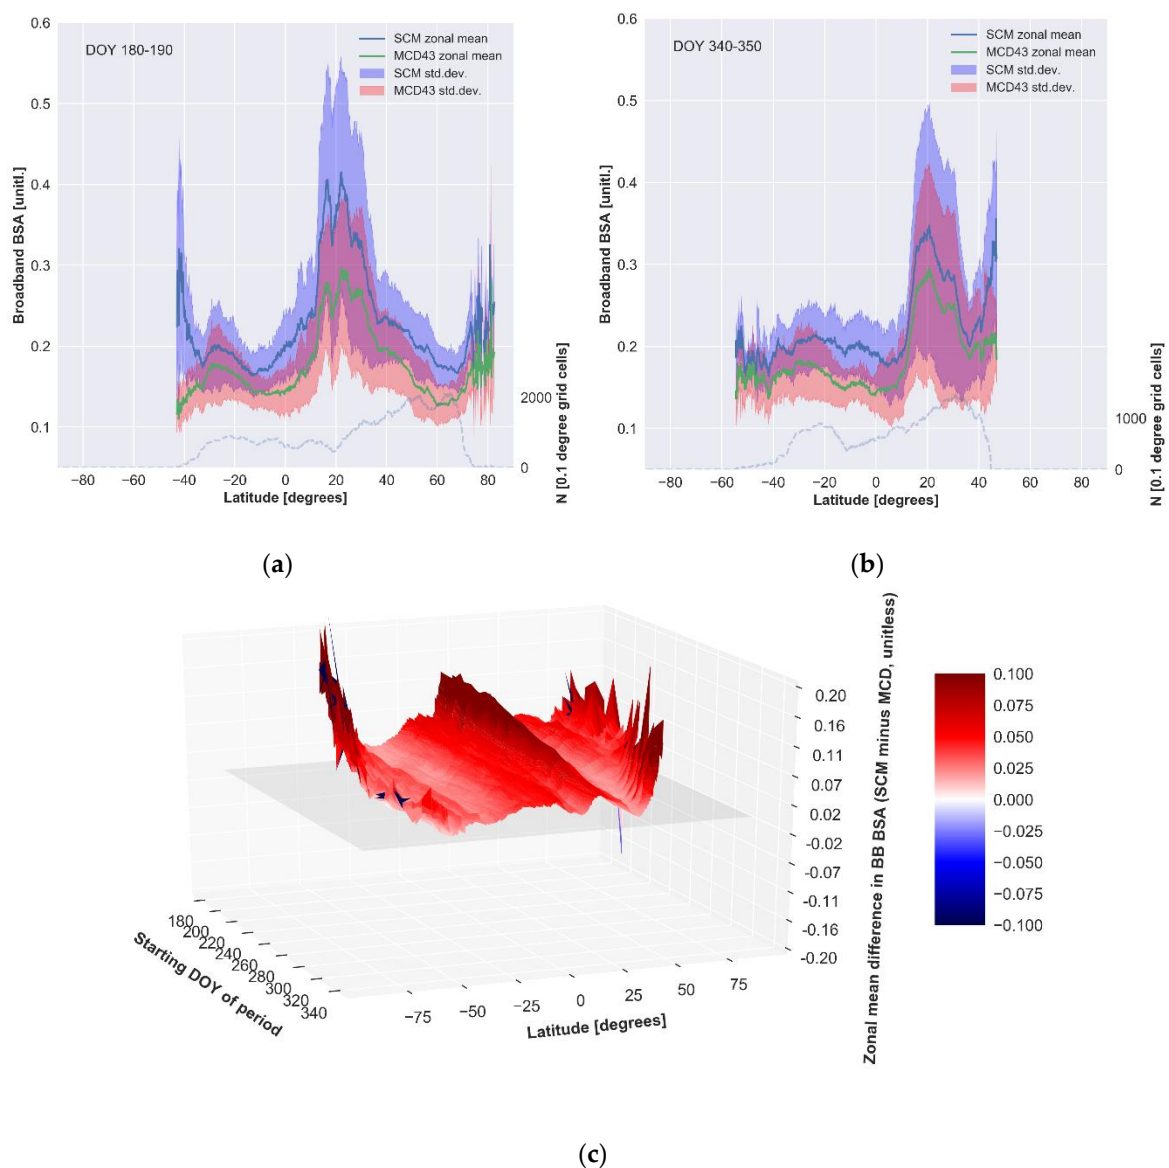 0.6
0.5
0.4
0.3
0.2
0.1
Broadband BSA [unitl.]
DOY 180-190
SCM zonal mean
MCD43 zonal mean
SCM std.dev.
MCD43 std.dev.
2000
0
N [0.1 degree grid cells]
−80 −60 −40 −20 0 20 40 60 80
Latitude [degrees]
(a)
0.6
0.5
0.4
0.3
0.2
0.1
Broadband BSA [unitl.]
DOY 340-350
SCM zonal mean
MCD43 zonal mean
SCM std.dev.
MCD43 std.dev.
1000
0
N [0.1 degree grid cells]
−80 −60 −40 −20 0 20 40 60 80
Latitude [degrees]
(b)
180
200
220
240
260
280
300
320
340
Starting DOY of period
−75 −50 −25 0 25 50 75
Latitude [degrees]
0.20
0.16
0.11
0.07
0.02
-0.02
-0.07
-0.11
-0.16
-0.20
Zonal mean difference in BB BSA (SCM minus MCD, unitless)
0.100
0.075
0.050
0.025
0.000
−0.025
−0.050
−0.075
−0.100
(c)